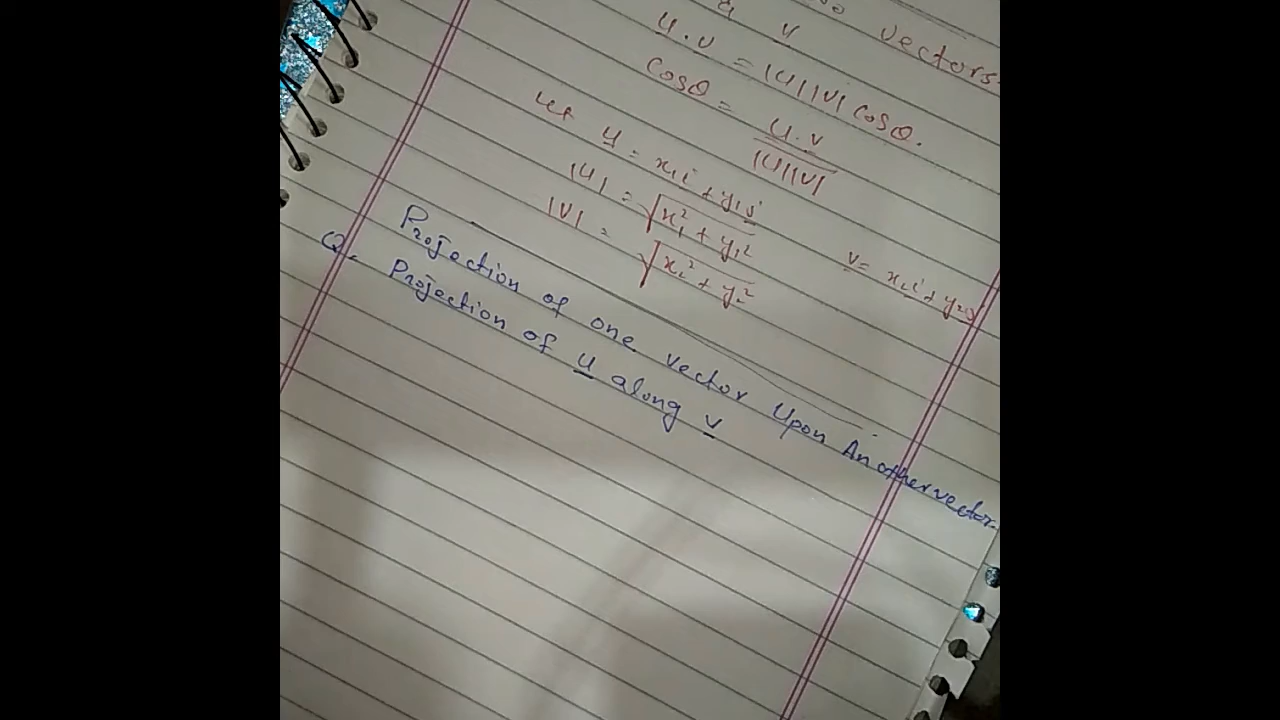 u v vectors.
u.v = |u||v| cosθ.
cosθ = u.v / |u||v|
let u = x₁i + y₁j v = x₂i + y₂j
|u| = √x₁² + y₁²
|v| = √x₂² + y₂²
Projection of one vector Upon Another vector.
Q. Projection of u along v